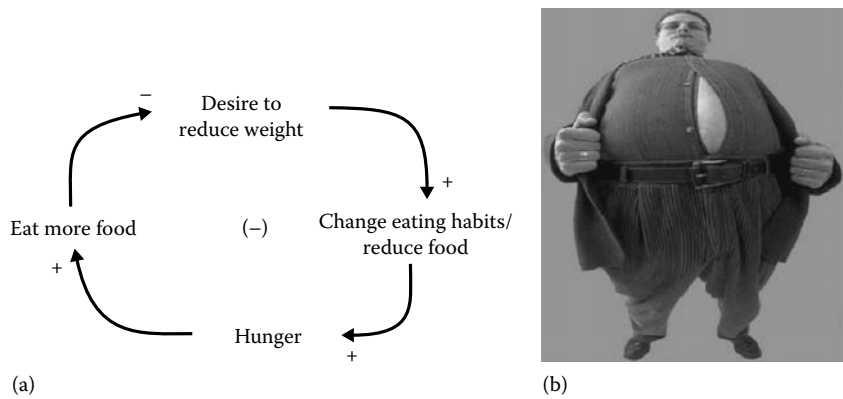 –
Desire to
reduce weight
+
Eat more food
(–)
Change eating habits/
reduce food
+
Hunger
+
(a)
(b)